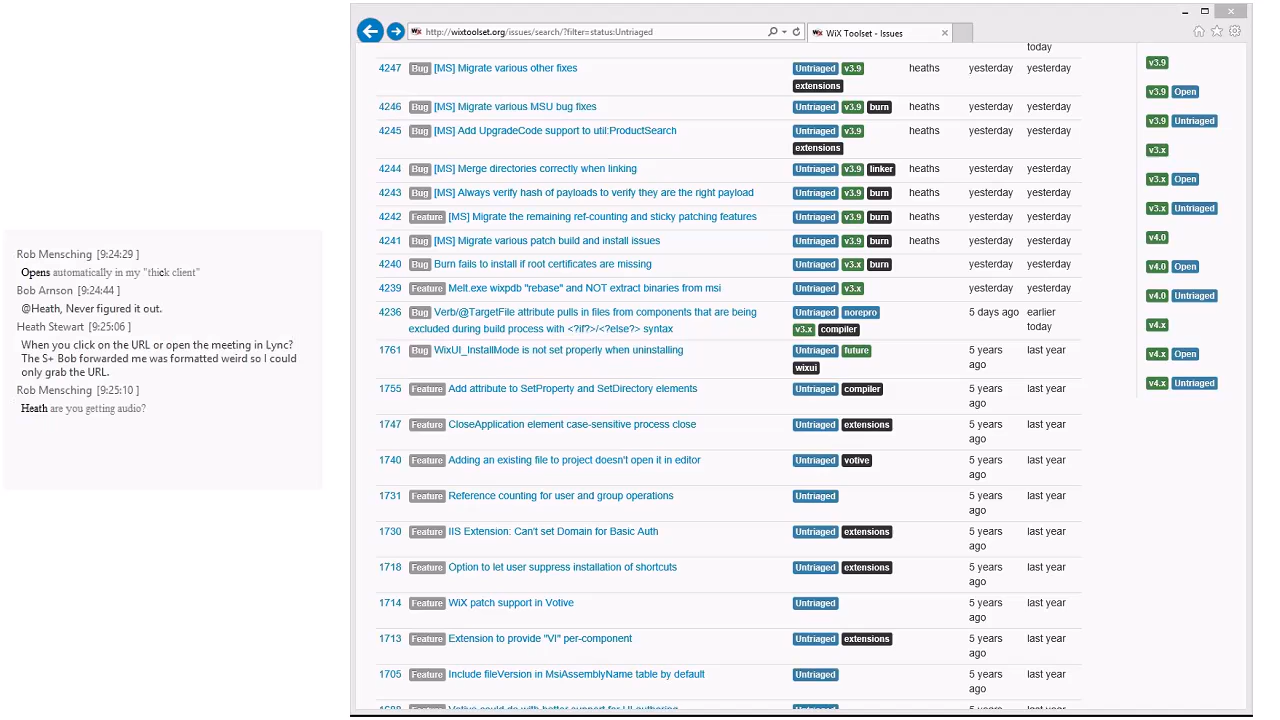 Rob Mensching [9:24:29 ]
Opens automatically in my "thick client"
Bob Arnson [9:24:44 ]
@Heath, Never figured it out.
Heath Stewart [9:25:06 ]
When you click on the URL or open the meeting in Lync?
The S+ Bob forwarded me was formatted weird so I could
only grab the URL.
Rob Mensching [9:25:10 ]
Heath are you getting audio?
http://wixtoolset.org/issues/search/?filter=status:Untriaged
WiX Toolset - Issues
today
4247 Bug [MS] Migrate various other fixes Untriaged v3.9 heaths yesterday yesterday
extensions
4246 Bug [MS] Migrate various MSU bug fixes Untriaged v3.9 burn heaths yesterday yesterday
4245 Bug [MS] Add UpgradeCode support to util:ProductSearch Untriaged v3.9 heaths yesterday yesterday
extensions
4244 Bug [MS] Merge directories correctly when linking Untriaged v3.9 linker heaths yesterday yesterday
4243 Bug [MS] Always verify hash of payloads to verify they are the right payload Untriaged v3.9 burn heaths yesterday yesterday
4242 Feature [MS] Migrate the remaining ref-counting and sticky patching features Untriaged v3.9 burn heaths yesterday yesterday
4241 Bug [MS] Migrate various patch build and install issues Untriaged v3.9 burn heaths yesterday yesterday
4240 Bug Burn fails to install if root certificates are missing Untriaged v3.x burn yesterday yesterday
4239 Feature Melt.exe wixpdb "rebase" and NOT extract binaries from msi Untriaged v3.x yesterday yesterday
4236 Bug Verb/@TargetFile attribute pulls in files from components that are being Untriaged norepro 5 days ago earlier
excluded during build process with <?if?>/<?else?> syntax v3.x compiler today
1761 Bug WixUI_InstallMode is not set properly when uninstalling Untriaged future 5 years last year
wixui ago
1755 Feature Add attribute to SetProperty and SetDirectory elements Untriaged compiler 5 years last year
ago
1747 Feature CloseApplication element case-sensitive process close Untriaged extensions 5 years last year
ago
1740 Feature Adding an existing file to project doesn't open it in editor Untriaged votive 5 years last year
ago
1731 Feature Reference counting for user and group operations Untriaged 5 years last year
ago
1730 Feature IIS Extension: Can't set Domain for Basic Auth Untriaged extensions 5 years last year
ago
1718 Feature Option to let user suppress installation of shortcuts Untriaged extensions 5 years last year
ago
1714 Feature WiX patch support in Votive Untriaged 5 years last year
ago
1713 Feature Extension to provide "VI" per-component Untriaged extensions 5 years last year
ago
1705 Feature Include fileVersion in MsiAssemblyName table by default Untriaged 5 years last year
ago
v3.9
v3.9 Open
v3.9 Untriaged
v3.x
v3.x Open
v3.x Untriaged
v4.0
v4.0 Open
v4.0 Untriaged
v4.x
v4.x Open
v4.x Untriaged